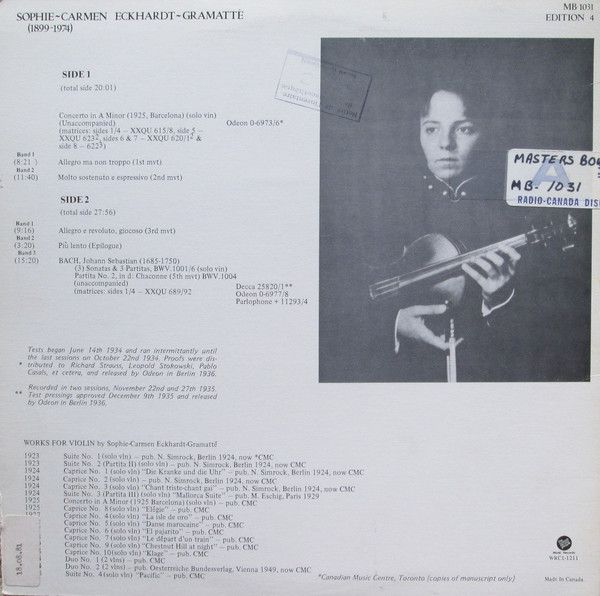 SOPHIE~CARMEN ECKHARDT~GRAMATTÉ
(1899-1974)
MB 1031
EDITION 4
SIDE 1
(total side 20:01)
Concerto in A Minor (1925, Barcelona) (solo vln)
(Unaccompanied) Odeon 0-6973/6*
(matrices: sides 1/4 – XXQU 615/8, side 5 –
XXQU 623², sides 6 & 7 – XXQU 620/1² &
side 8 – 622³)
Band 1
(8:21 ) Allegro ma non troppo (1st mvt)
Band 2
(11:40) Molto sostenuto e espressivo (2nd mvt)
SIDE 2
(total side 27:56)
Band 1
(9:16) Allegro e revoluto, giocoso (3rd mvt)
Band 2
(3:20) Più lento (Epilogue)
Band 3
(15:20) BACH, Johann Sebastian (1685-1750)
(3) Sonatas & 3 Partitas, BWV.1001/6 (solo vln)
Partita No. 2, in d: Chaconne (5th mvt) BWV.1004
(unaccompanied) Decca 25820/1**
(matrices: sides 1/4 – XXQU 689/92 Odeon 0-6977/8
Parlophone + 11293/4
MASTERS
MB-1031
RADIO-CANADA
Tests began June 14th 1934 and ran intermittantly until
the last sessions on October 22nd 1934. Proofs were dis-
* tributed to Richard Strauss, Leopold Stokowski, Pablo
Casals, et cetera, and released by Odeon in Berlin 1936.
Recorded in two sessions, November 22nd and 27th 1935.
** Test pressings approved December 9th 1935 and released
by Odeon in Berlin 1936.
WORKS FOR VIOLIN by Sophie-Carmen Eckhardt-Gramatté
1923 Suite No. 1 (solo vln) – pub. N. Simrock, Berlin 1924, now *CMC
1923 Suite No. 2 (Partita II) (solo vln) – pub. N. Simrock, Berlin 1924, now CMC
1924 Caprice No. 1 (solo vln) "Die Kranke und die Uhr" – pub. N. Simrock, Berlin 1924, now CMC
1924 Caprice No. 2 (solo vln) – pub. N. Simrock, Berlin 1924, now CMC
1924 Caprice No. 3 (solo vln) "Chant triste-chant gai" – pub. N. Simrock, Berlin 1924, now CMC
1924 Suite No. 3 (Partita III) (solo vln) "Mallorca Suite" – pub. M. Eschig, Paris 1929
1925 Concerto in A Minor (1925 Barcelona) (solo vln) – pub. CMC
1925 Caprice No. 8 (solo vln) "Elégie" – pub. CMC
Caprice No. 4 (solo vln) "La isle de oro" – pub. CMC
Caprice No. 5 (solo vln) "Danse marocaine" – pub. CMC
Caprice No. 6 (solo vln) "El pajarito" – pub. CMC
Caprice No. 7 (solo vln) "Le départ d'un train" – pub. CMC
Caprice No. 9 (solo vln) "Chestnut Hill at night" – pub. CMC
Caprice No. 10 (solo vln) "Klage" – pub. CMC
Duo No. 1 (2 vlns) – pub. CMC
Duo No. 2 (2 vlns) – pub. Oesterreichische Bundesverlag, Vienna 1949, now CMC
Suite No. 4 (solo vln) "Pacific" – pub. CMC
18.08.81
*Canadian Music Centre, Toronto (copies of manuscript only)
WRC1-1211
Made in Canada